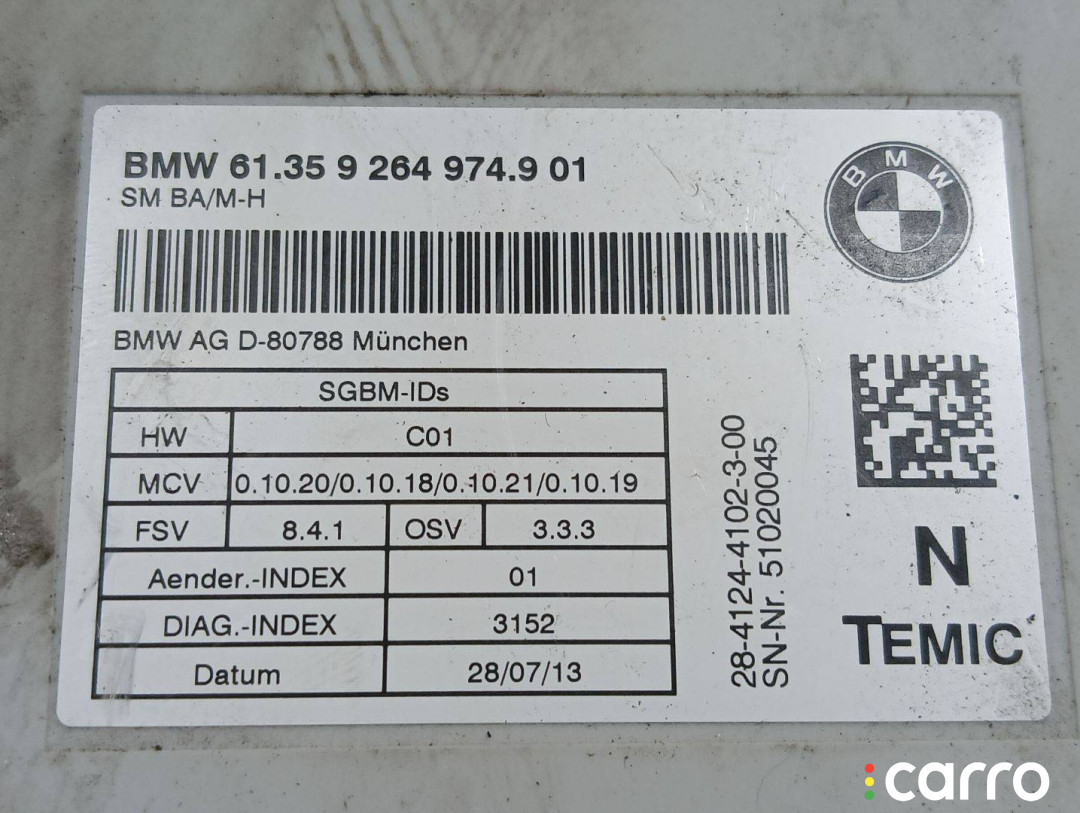 BMW 61.35 9 264 974.9 01
SM BA/M-H
BMW
BMW AG D-80788 München
SGBM-IDs
HW C01
MCV 0.10.20/0.10.18/0.10.21/0.10.19
FSV 8.4.1 OSV 3.3.3
Aender.-INDEX 01
DIAG.-INDEX 3152
Datum 28/07/13
28-4124-4102-3-00
SN-Nr. 51020045
N
TEMIC
carro